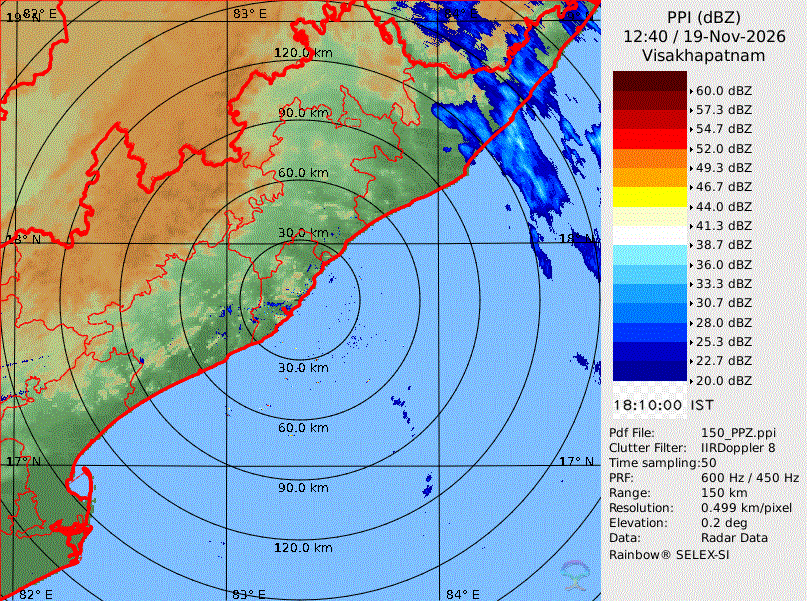 PPI (dBZ)
12:40 / 19-Nov-2026
Visakhapatnam
60.0 dBZ
57.3 dBZ
54.7 dBZ
52.0 dBZ
49.3 dBZ
46.7 dBZ
44.0 dBZ
41.3 dBZ
38.7 dBZ
36.0 dBZ
33.3 dBZ
30.7 dBZ
28.0 dBZ
25.3 dBZ
22.7 dBZ
20.0 dBZ
18:10:00 IST
Pdf File: 150_PPZ.ppi
Clutter Filter: IIRDoppler 8
Time sampling:50
PRF: 600 Hz / 450 Hz
Range: 150 km
Resolution: 0.499 km/pixel
Elevation: 0.2 deg
Data: Radar Data
Rainbow® SELEX-SI
82° E
83° E
19° N
120.0 km
90.0 km
60.0 km
30.0 km
18° N
18° N
30.0 km
60.0 km
17° N
17° N
90.0 km
120.0 km
82° E
83° E
84° E